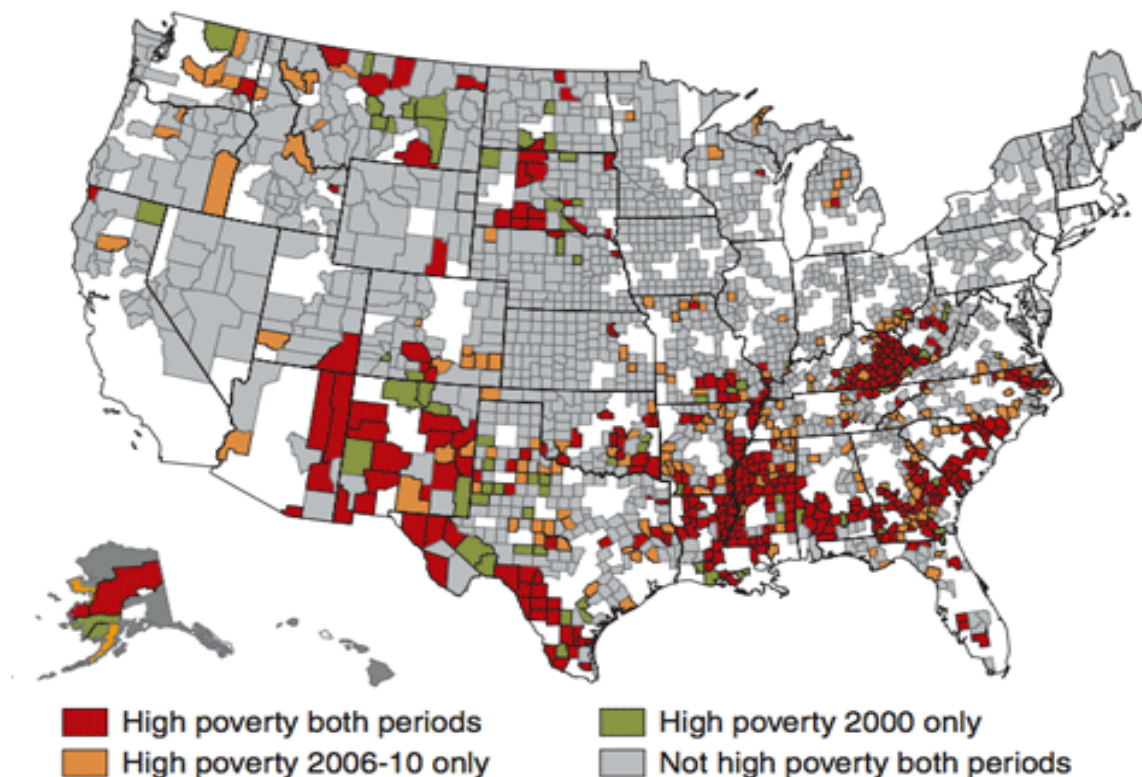 High poverty both periods
High poverty 2000 only
High poverty 2006-10 only
Not high poverty both periods